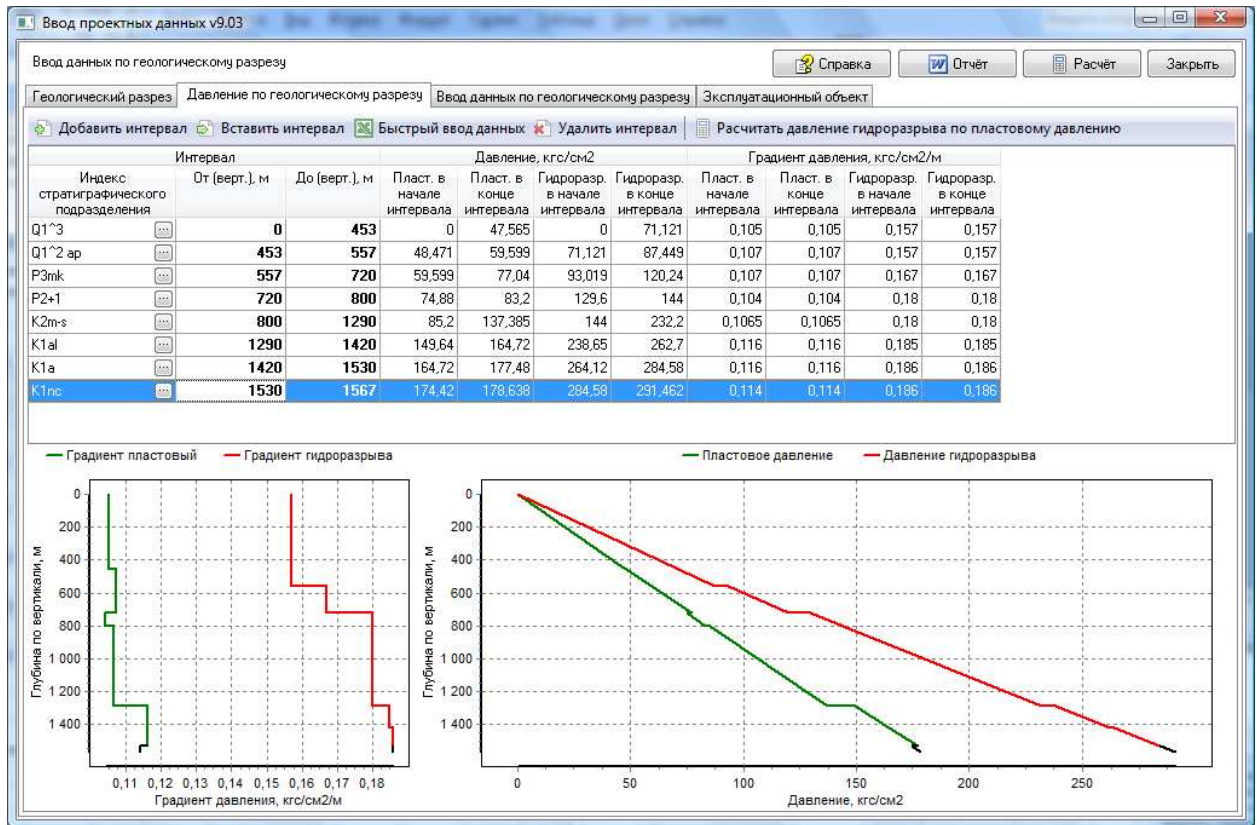 Ввод проектных данных v9.03
Ввод данных по геологическому разрезу
Справка Отчёт Расчёт Закрыть
Геологический разрез Давление по геологическому разрезу Ввод данных по геологическому разрезу Эксплуатационный объект
Добавить интервал Вставить интервал Быстрый ввод данных Удалить интервал Расчитать давление гидроразрыва по пластовому давлению
Интервал Давление, кгс/см2 Градиент давления, кгс/см2/м
Индекс От (верт.), м До (верт.), м Пласт. в Пласт. в Гидроразр. Гидроразр. Пласт. в Пласт. в Гидроразр. Гидроразр.
стратиграфического начале конце в начале в конце начале конце в начале в конце
подразделения интервала интервала интервала интервала интервала интервала интервала интервала
Q1^3 ... 0 453 0 47,565 0 71,121 0,105 0,105 0,157 0,157
Q1^2 ap ... 453 557 48,471 59,599 71,121 87,449 0,107 0,107 0,157 0,157
P3mk ... 557 720 59,599 77,04 93,019 120,24 0,107 0,107 0,167 0,167
P2+1 ... 720 800 74,88 83,2 129,6 144 0,104 0,104 0,18 0,18
K2m-s ... 800 1290 85,2 137,385 144 232,2 0,1065 0,1065 0,18 0,18
K1al ... 1290 1420 149,64 164,72 238,65 262,7 0,116 0,116 0,185 0,185
K1a ... 1420 1530 164,72 177,48 264,12 284,58 0,116 0,116 0,186 0,186
K1nc ... 1530 1567 174,42 178,638 284,58 291,462 0,114 0,114 0,186 0,186
Градиент пластовый Градиент гидроразрыва
0
200
400
600
800
1 000
1 200
1 400
Глубина по вертикали, м
0,11 0,12 0,13 0,14 0,15 0,16 0,17 0,18
Градиент давления, кгс/см2/м
Пластовое давление Давление гидроразрыва
0
200
400
600
800
1 000
1 200
1 400
Глубина по вертикали, м
0 50 100 150 200 250
Давление, кгс/см2